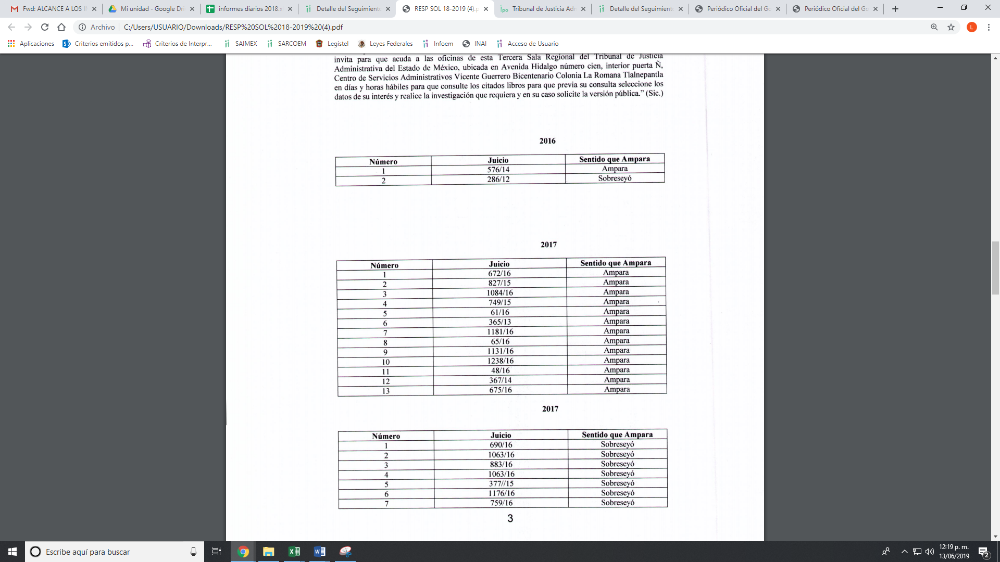 Fwd: ALCANCE A LOS I
Mi unidad - Google Dri
informes diarios 2018.x
Detalle del Seguimiento
RESP SOL 18-2019 (4).p
Tribunal de Justicia Adm
Detalle del Seguimiento
Periódico Oficial del Go
Periódico Oficial del Go
Archivo C:/Users/USUARIO/Downloads/RESP%20SOL%2018-2019%20(4).pdf
L
Aplicaciones
Criterios emitidos p...
Criterios de Interpr...
SAIMEX
SARCOEM
Legistel
Leyes Federales
Infoem
INAI
Acceso de Usuario
invita para que acuda a las oficinas de esta Tercera Sala Regional del Tribunal de Justicia
Administrativa del Estado de México, ubicada en Avenida Hidalgo número cien, interior puerta Ñ,
Centro de Servicios Administrativos Vicente Guerrero Bicentenario Colonia La Romana Tlalnepantla
en días y horas hábiles para que consulte los citados libros para que previa su consulta seleccione los
datos de su interés y realice la investigación que requiera y en su caso solicite la versión pública." (Sic.)
2016
Número Juicio Sentido que Ampara
1 576/14 Ampara
2 286/12 Sobreseyó
2017
Número Juicio Sentido que Ampara
1 672/16 Ampara
2 827/15 Ampara
3 1084/16 Ampara
4 749/15 Ampara
5 61/16 Ampara
6 365/13 Ampara
7 1181/16 Ampara
8 65/16 Ampara
9 1131/16 Ampara
10 1238/16 Ampara
11 48/16 Ampara
12 367/14 Ampara
13 675/16 Ampara
2017
Número Juicio Sentido que Ampara
1 690/16 Sobreseyó
2 1063/16 Sobreseyó
3 883/16 Sobreseyó
4 1063/16 Sobreseyó
5 377//15 Sobreseyó
6 1176/16 Sobreseyó
7 759/16 Sobreseyó
3
Escribe aquí para buscar
12:19 p. m.
13/06/2019
2